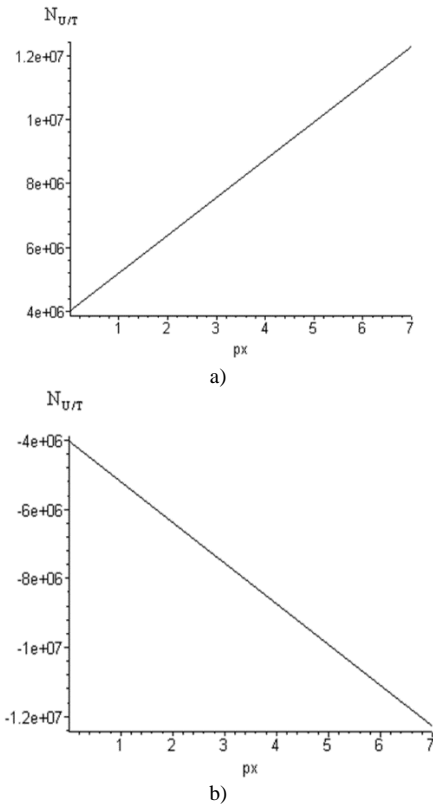 N_U/T
1.2e+07
1e+07
8e+06
6e+06
4e+06
1 2 3 4 5 6 7
px
a)
N_U/T
-4e+06
-6e+06
-8e+06
-1e+07
-1.2e+07
1 2 3 4 5 6 7
px
b)